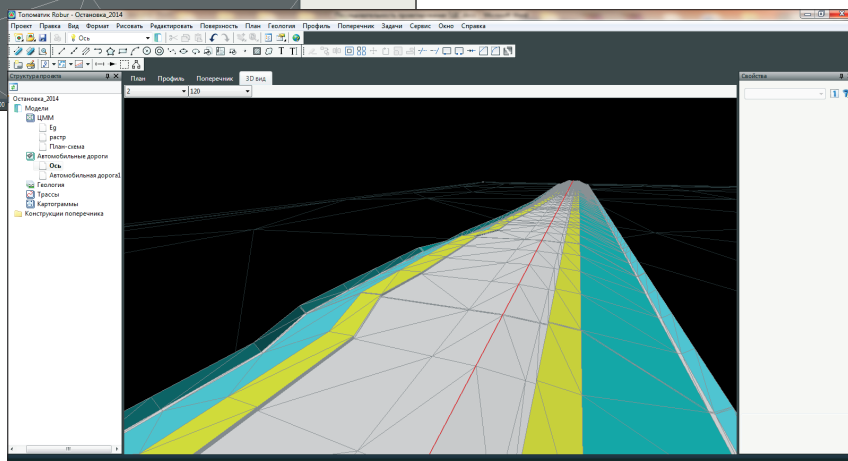 Топоматик Robur - Остановка_2014
Проект Правка Вид Формат Рисовать Редактировать Поверхность План Геология Профиль Поперечник Задачи Сервис Окно Справка
Ось
Структура проекта
План Профиль Поперечник 3D вид
Свойства
2 120
Остановка_2014
Модели
ЦММ
Eg
растр
План-схема
Автомобильные дороги
Ось
Автомобильная дорога1
Геология
Трассы
Картограммы
Конструкции поперечника